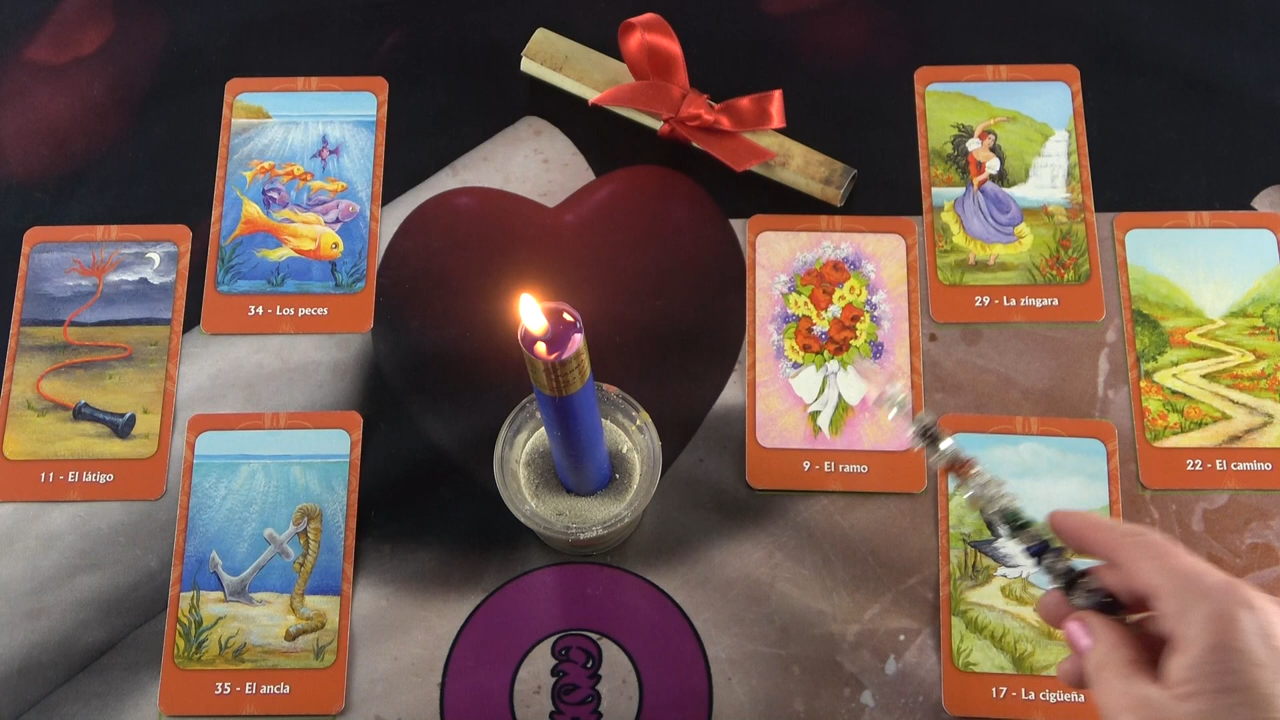 34 - Los peces
29 - La zíngara
11 - El látigo
9 - El ramo
22 - El camino
35 - El ancla
17 - La cigüeña